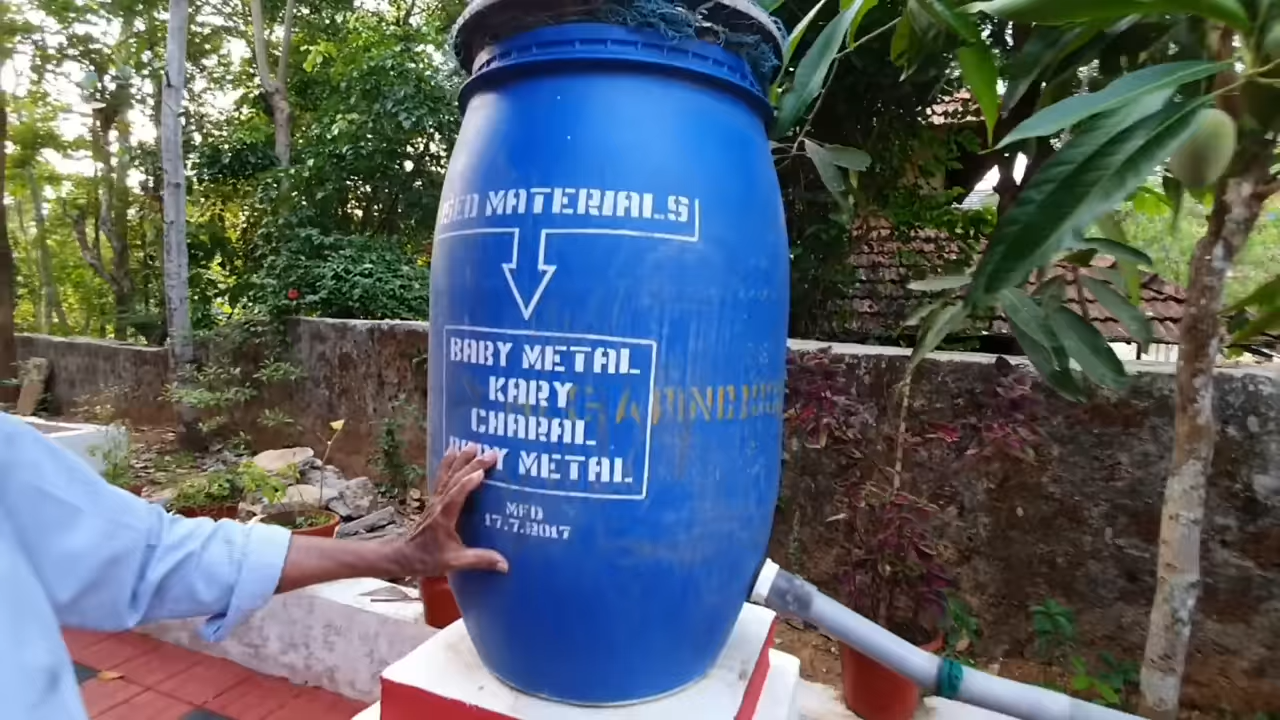 SED MATERIALS
BABY METAL
KARY
CHARAL
METAL
MFD
17.7.2017